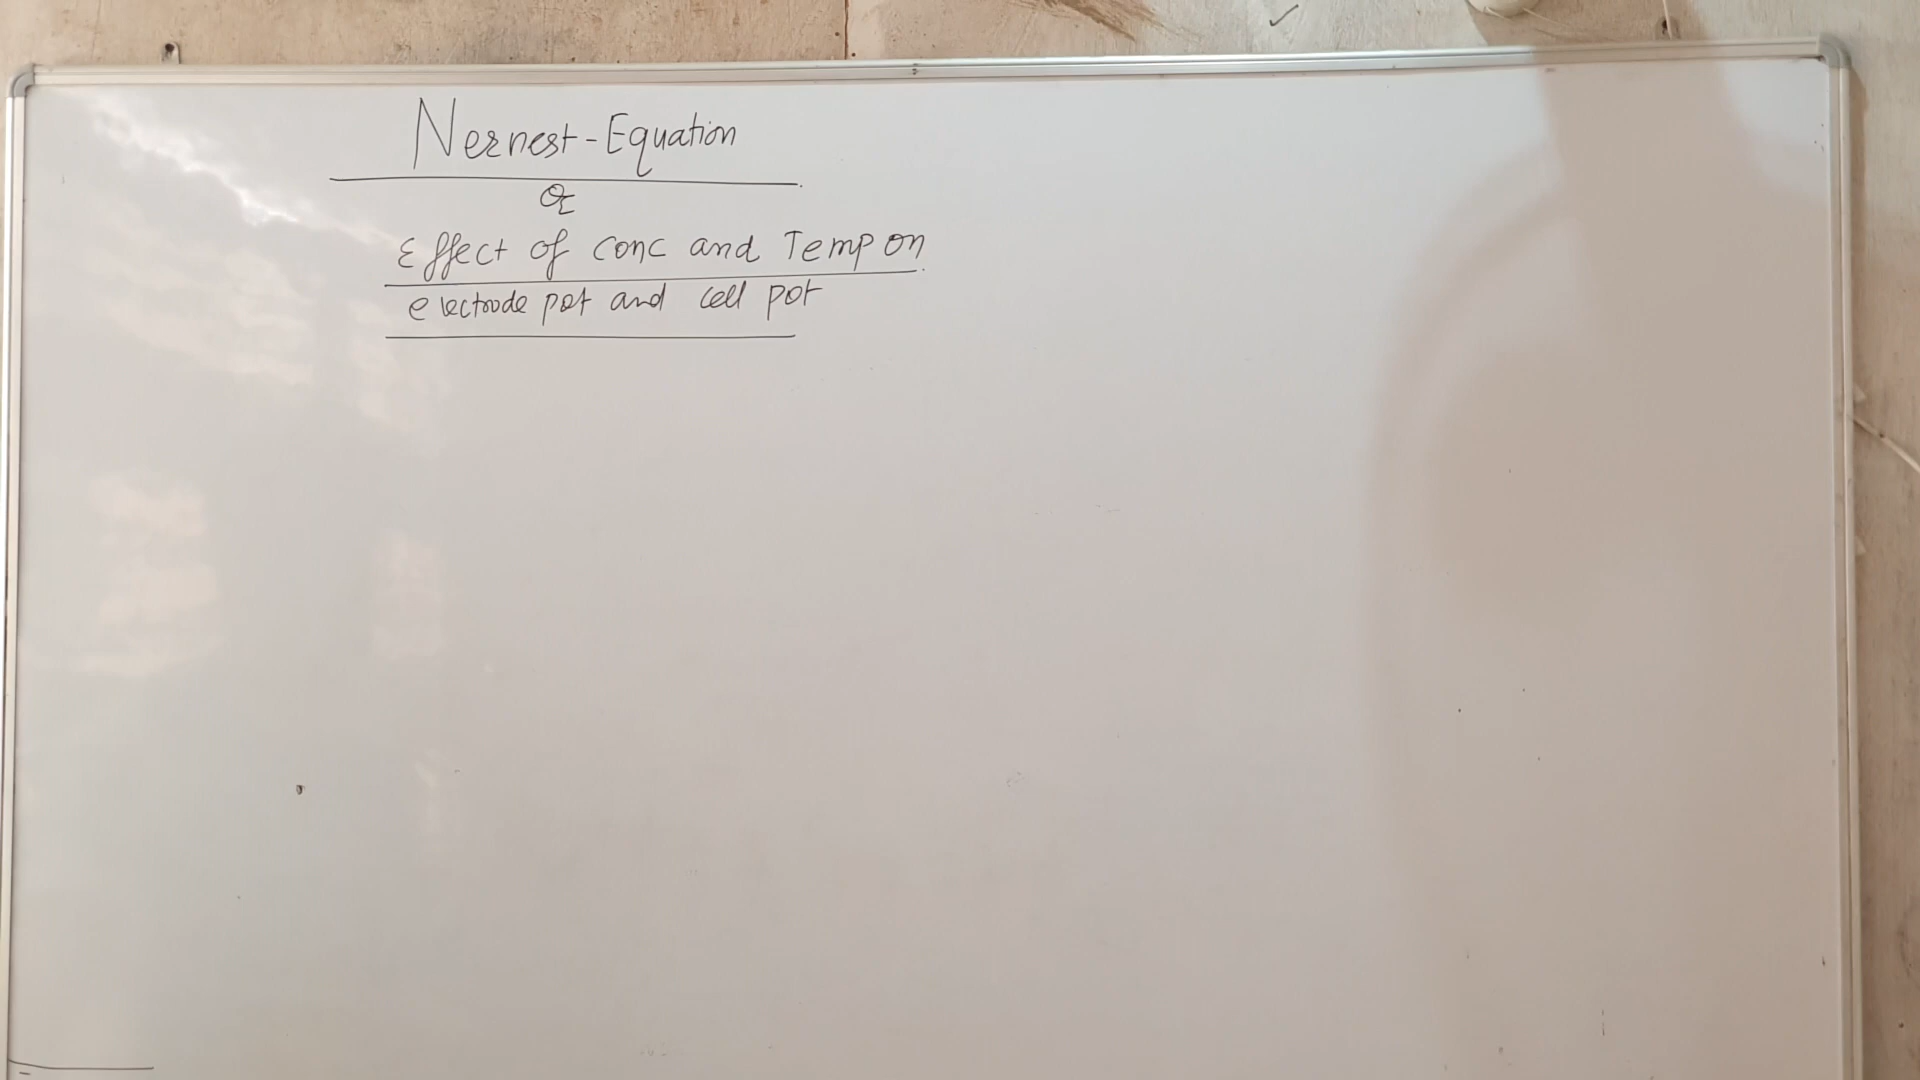 Nernest-Equation
Or
Effect of conc and Temp on
electrode pot and cell pot